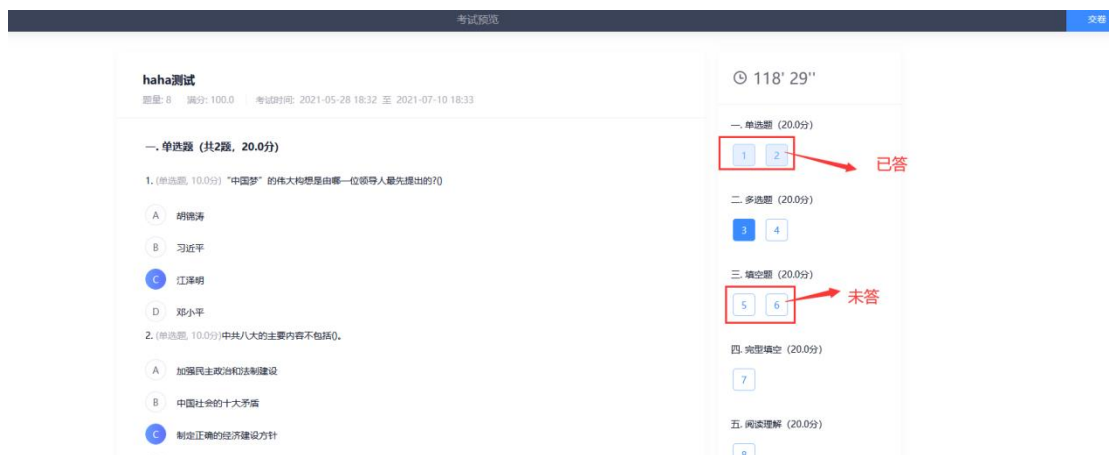 考试预览
交卷
haha测试
题量: 8 满分: 100.0 考试时间: 2021-05-28 18:32 至 2021-07-10 18:33
一. 单选题（共2题，20.0分）
1. (单选题, 10.0分) “中国梦”的伟大构想是由哪一位领导人最先提出的?()
A 胡锦涛
B 习近平
C 江泽明
D 邓小平
2. (单选题, 10.0分)中共八大的主要内容不包括()。
A 加强民主政治和法制建设
B 中国社会的十大矛盾
C 制定正确的经济建设方针
118' 29''
一. 单选题（20.0分）
1 2
已答
二. 多选题（20.0分）
3 4
三. 填空题（20.0分）
5 6
未答
四. 完型填空（20.0分）
7
五. 阅读理解（20.0分）
8